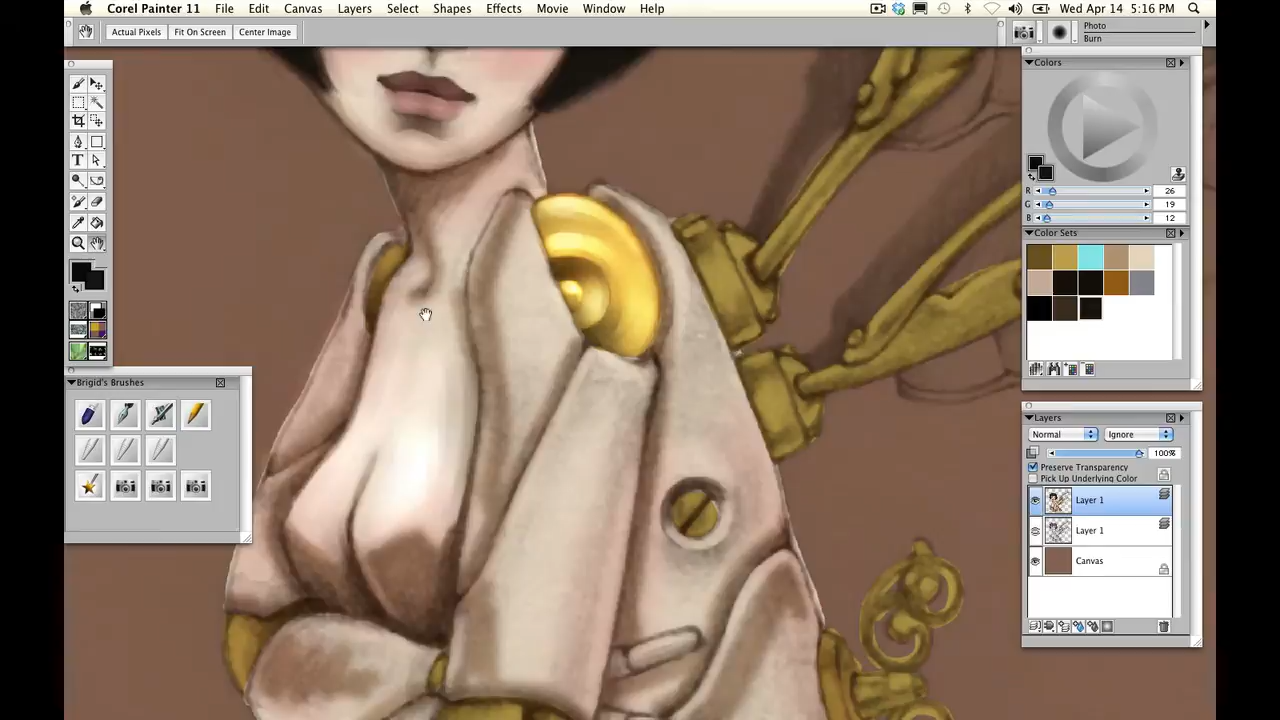 Corel Painter 11 File Edit Canvas Layers Select Shapes Effects Movie Window Help Wed Apr 14 5:16 PM
Actual Pixels Fit On Screen Center Image
Photo
Burn
Colors
R 26
G 19
B 12
Color Sets
T
Brigid's Brushes
Layers
Normal Ignore
100%
Preserve Transparency
Pick Up Underlying Color
Layer 1
Layer 1
Canvas